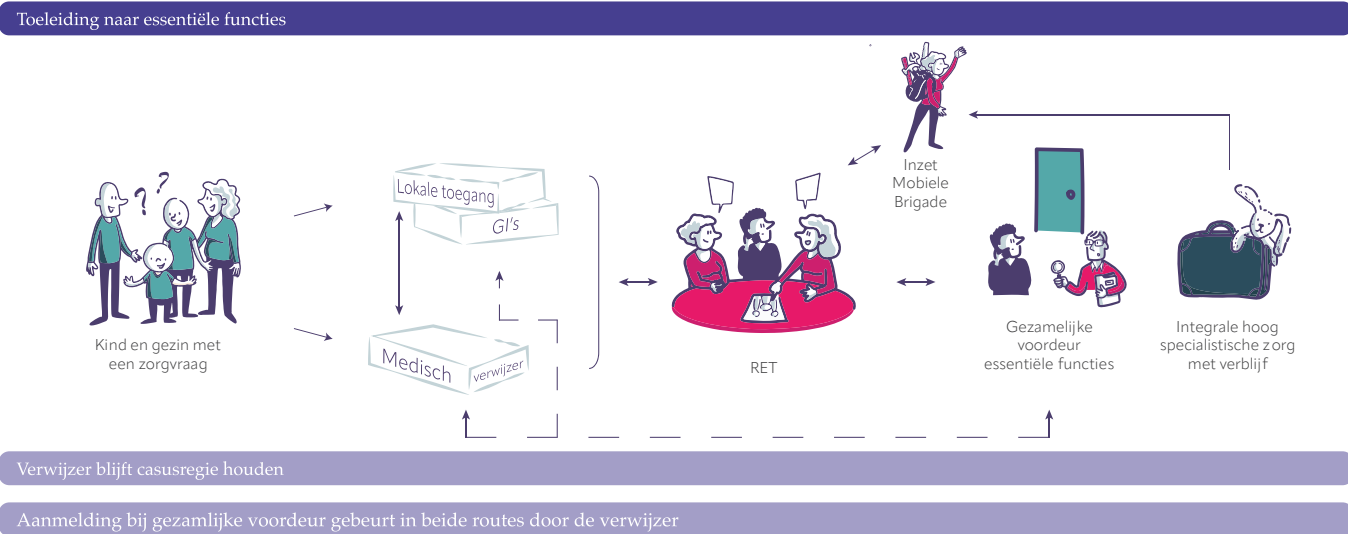 Toeleiding naar essentiële functies
Inzet
Mobiele
Brigade
? ?
Lokale toegang
GI's
Medisch verwijzer
Kind en gezin met
een zorgvraag
RET
Gezamelijke
voordeur
essentiële functies
Integrale hoog
specialistische zorg
met verblijf
Verwijzer blijft casusregie houden
Aanmelding bij gezamlijke voordeur gebeurt in beide routes door de verwijzer